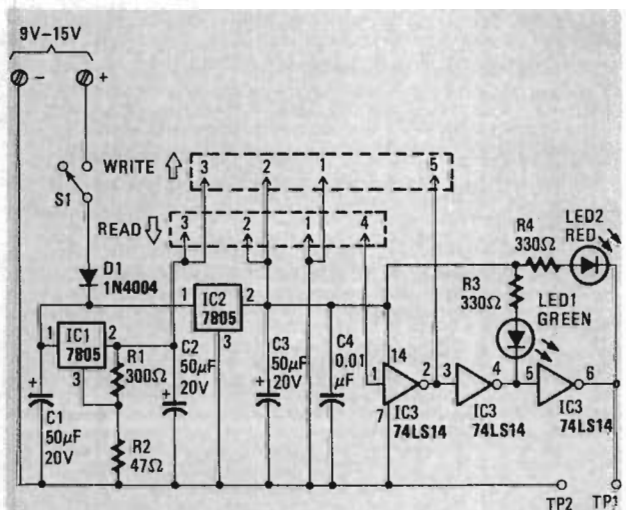 9V–15V
- +
WRITE
3 2 1 5
S1
READ
3 2 1 4
D1
1N4004
R4
330Ω
LED2
RED
R3
330Ω
LED1
GREEN
1 IC1 2
7805
3
1 IC2 2
7805
3
R1
300Ω
C2
50µF
20V
C3
50µF
20V
C4
0.01
µF
14
1 2 3 4 5 6
7
IC3
74LS14
IC3
74LS14
IC3
74LS14
+
C1
50µF
20V
+
+
R2
47Ω
TP2 TP1